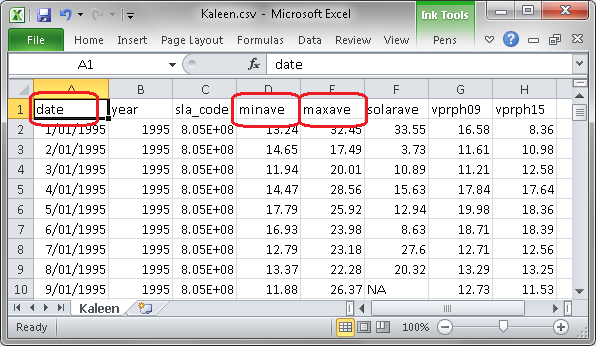 Kaleen.csv - Microsoft Excel
Ink Tools
File
Pens
A1
fx
date
A B C D E F G H
1 date year sla_code minave maxave solarave vprph09 vprph15
2 1/01/1995 1995 8.05E+08 13.24 32.45 33.55 16.58 8.36
3 2/01/1995 1995 8.05E+08 14.65 17.49 3.73 11.61 10.98
4 3/01/1995 1995 8.05E+08 11.94 20.01 10.89 11.21 12.58
5 4/01/1995 1995 8.05E+08 14.47 28.56 15.63 17.84 17.64
6 5/01/1995 1995 8.05E+08 17.79 25.92 12.94 19.98 18.36
7 6/01/1995 1995 8.05E+08 16.93 23.98 8.63 18.71 18.39
8 7/01/1995 1995 8.05E+08 12.79 23.18 27.6 12.71 12.56
9 8/01/1995 1995 8.05E+08 13.37 22.28 20.32 13.29 13.25
10 9/01/1995 1995 8.05E+08 11.88 26.37 NA 12.73 11.53
Kaleen
Ready
100%